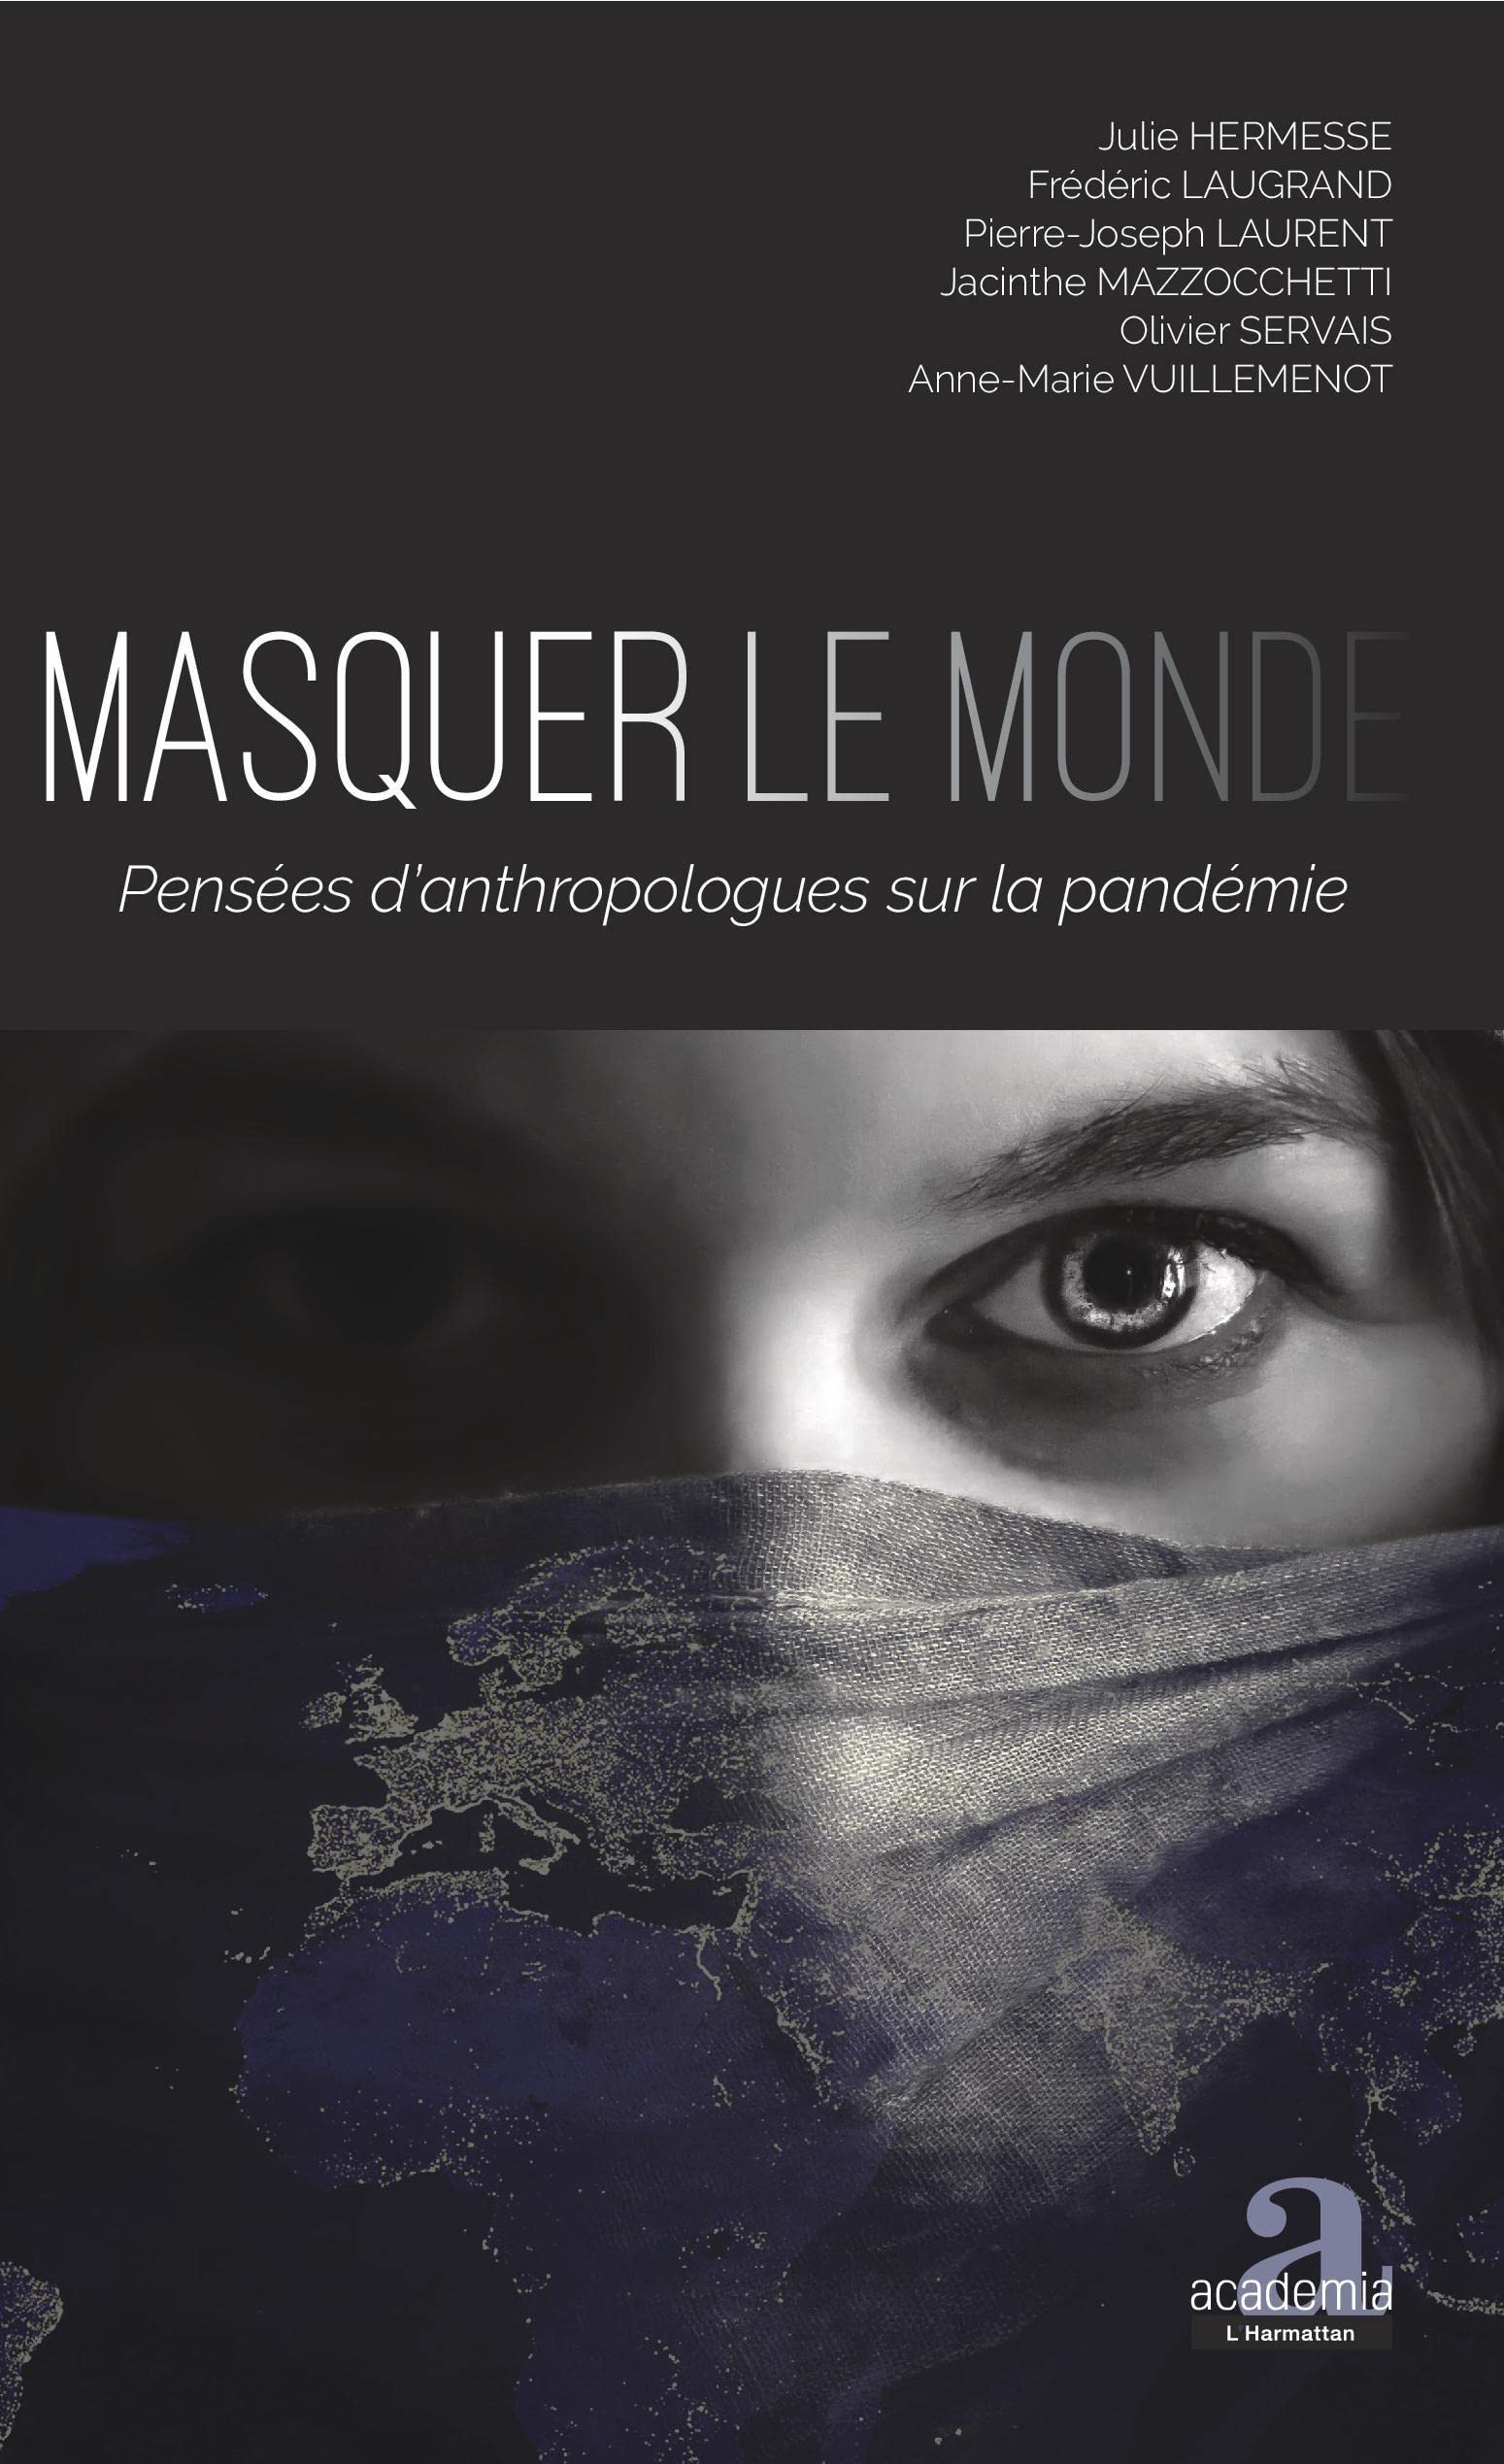 Julie HERMESSE
Frédéric LAUGRAND
Pierre-Joseph LAURENT
Jacinthe MAZZOCCHETTI
Olivier SERVAIS
Anne-Marie VUILLEMENOT
MASQUER LE MONDE
Pensées d'anthropologues sur la pandémie
a
academia
L'Harmattan